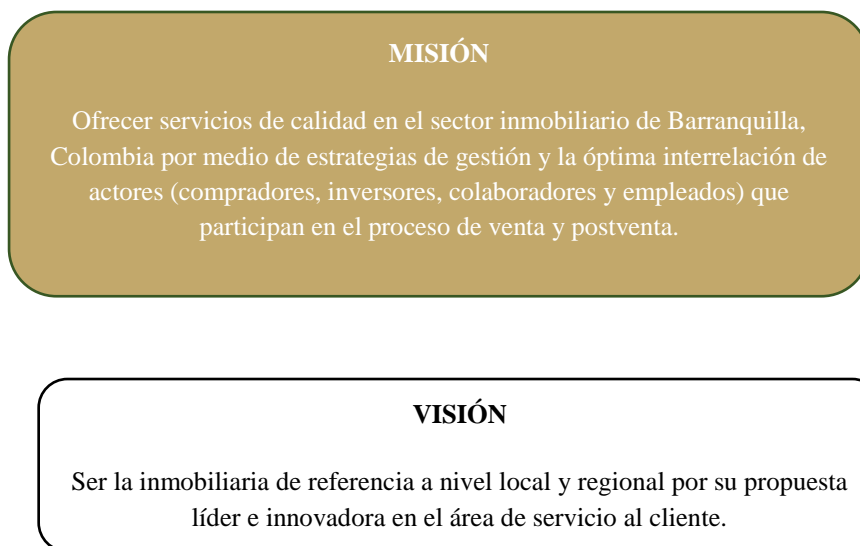 MISIÓN
Ofrecer servicios de calidad en el sector inmobiliario de Barranquilla,
Colombia por medio de estrategias de gestión y la óptima interrelación de
actores (compradores, inversores, colaboradores y empleados) que
participan en el proceso de venta y postventa.
VISIÓN
Ser la inmobiliaria de referencia a nivel local y regional por su propuesta
líder e innovadora en el área de servicio al cliente.